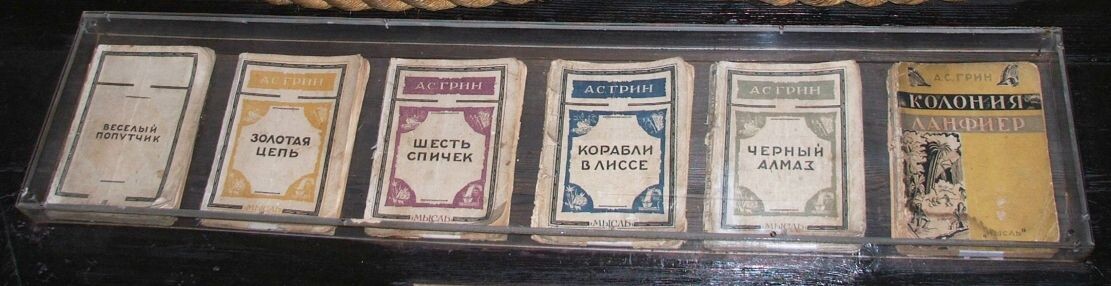 ВЕСЕЛЫЙ
ПОПУТЧИК
А.С.ГРИН
ЗОЛОТАЯ
ЦЕПЬ
А.С.ГРИН
ШЕСТЬ
СПИЧЕК
МЫСЛЬ
А.С.ГРИН
КОРАБЛИ
В ЛИССЕ
МЫСЛЬ
А.С.ГРИН
ЧЕРНЫЙ
АЛМАЗ
МЫСЛЬ
А.С.ГРИН
КОЛОНИЯ
ЛАНФИЕР
"МЫСЛЬ"